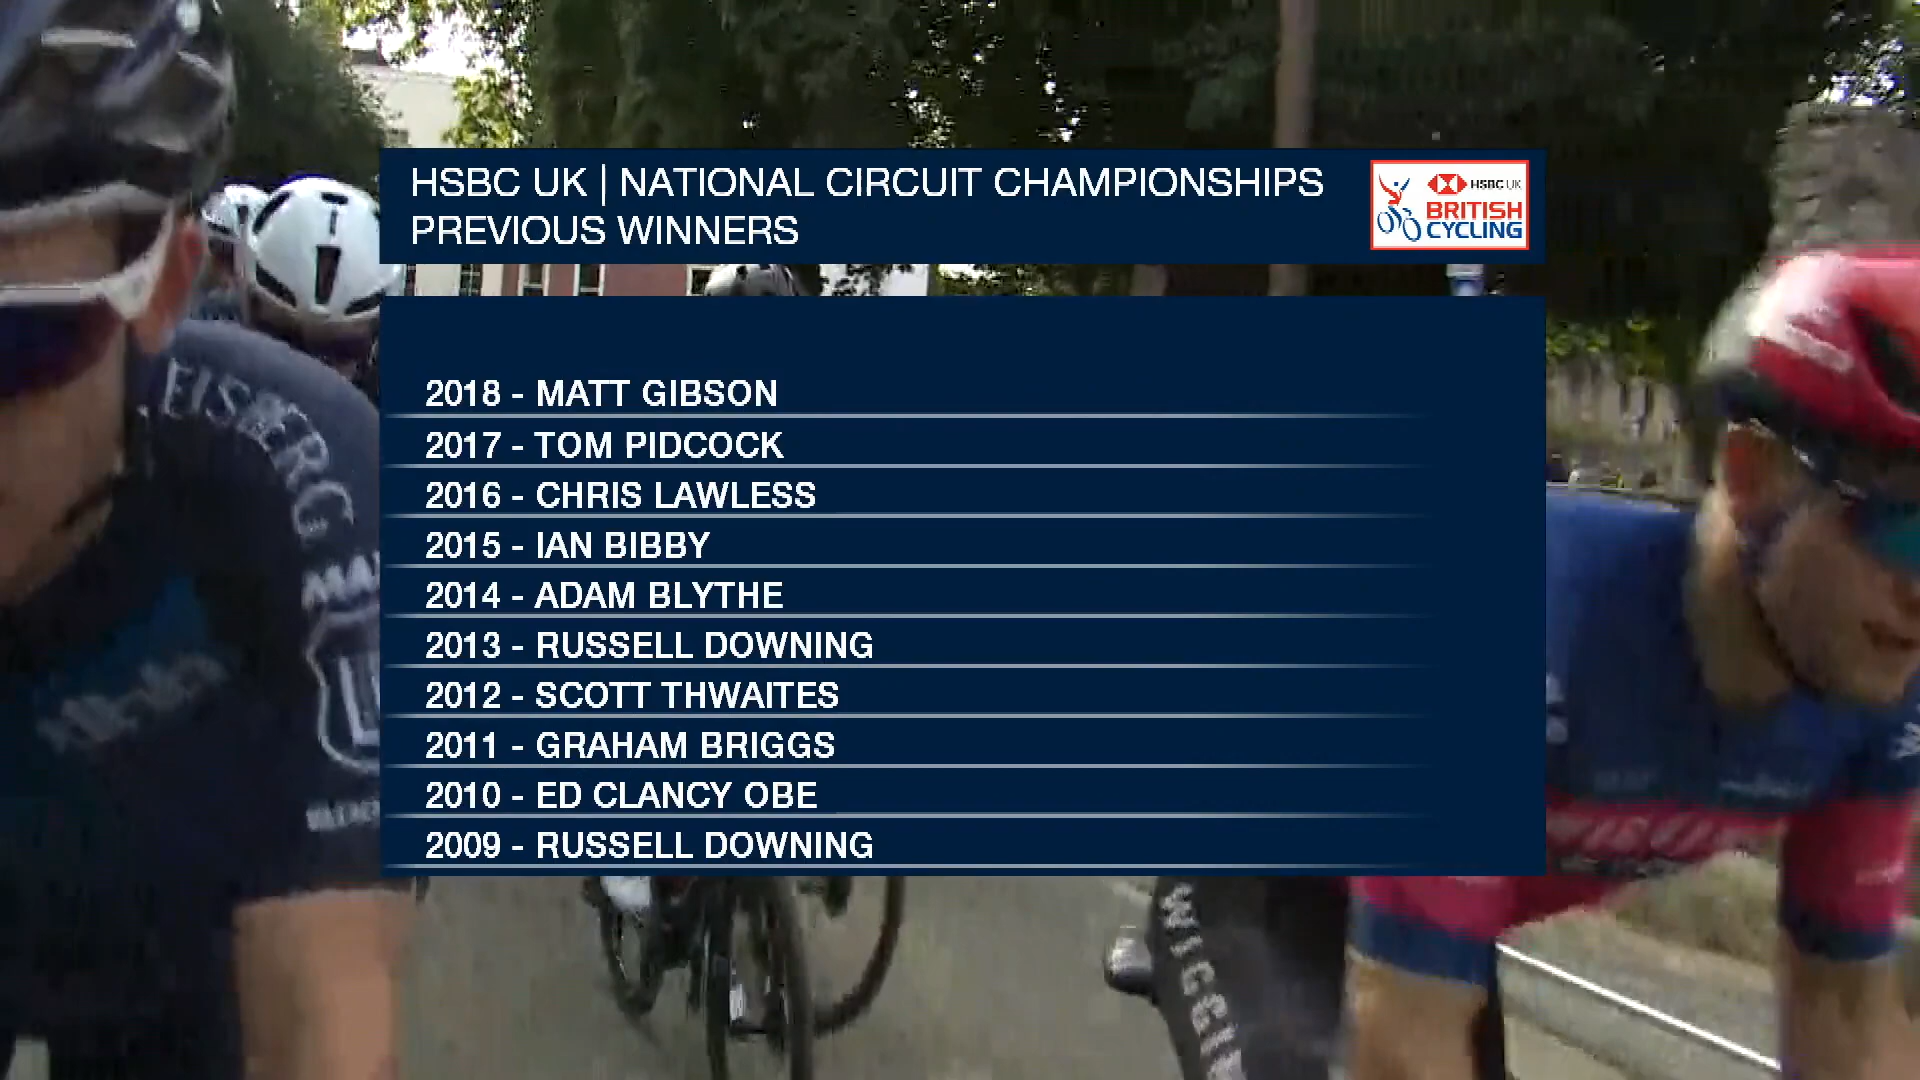 HSBC UK | NATIONAL CIRCUIT CHAMPIONSHIPS
PREVIOUS WINNERS
HSBC UK
BRITISH
CYCLING
2018 - MATT GIBSON
2017 - TOM PIDCOCK
2016 - CHRIS LAWLESS
2015 - IAN BIBBY
2014 - ADAM BLYTHE
2013 - RUSSELL DOWNING
2012 - SCOTT THWAITES
2011 - GRAHAM BRIGGS
2010 - ED CLANCY OBE
2009 - RUSSELL DOWNING